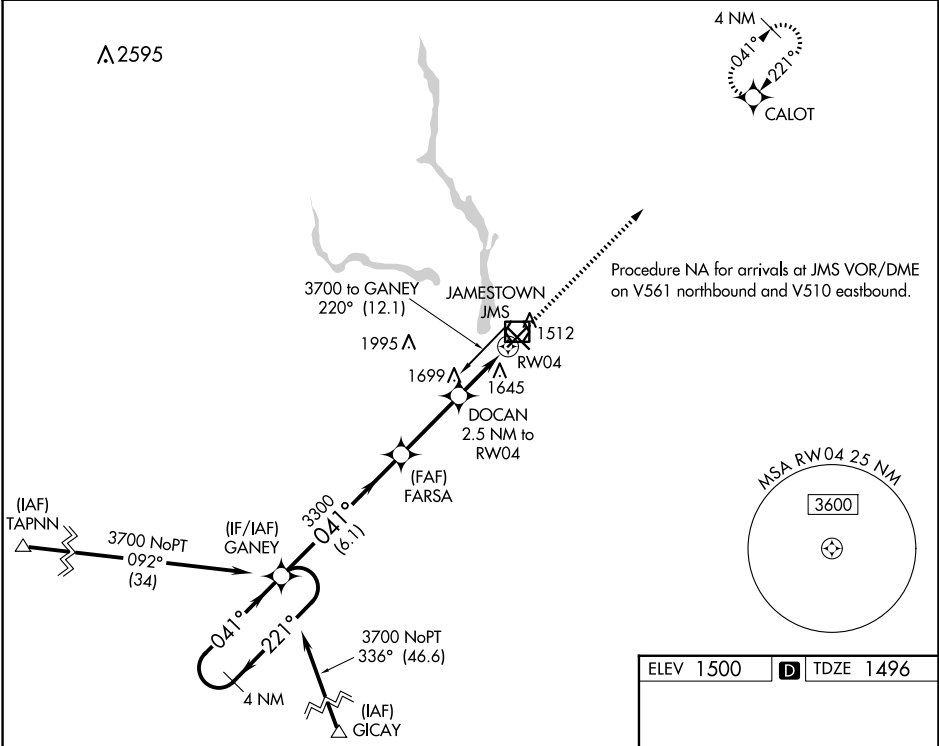 2595
4 NM
041°
221°
CALOT
Procedure NA for arrivals at JMS VOR/DME
on V561 northbound and V510 eastbound.
3700 to GANEY
220° (12.1)
JAMESTOWN
JMS
1512
1995
RW04
1699
1645
DOCAN
2.5 NM to
RW04
(FAF)
FARSA
MSA RW04 25 NM
3600
(IAF)
TAPNN
3700 NoPT
092°
(34)
(IF/IAF)
GANEY
3300
041°
(6.1)
041°
221°
4 NM
3700 NoPT
336° (46.6)
(IAF)
GICAY
ELEV 1500 D TDZE 1496